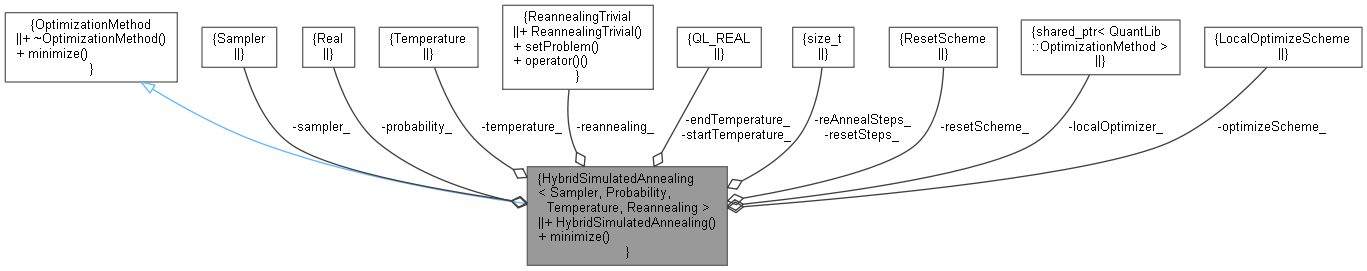 {OptimizationMethod
||+ ~OptimizationMethod()
+ minimize()
}
{Sampler
||}
{Real
||}
{Temperature
||}
{ReannealingTrivial
||+ ReannealingTrivial()
+ setProblem()
+ operator()()
}
{QL_REAL
||}
{size_t
||}
{ResetScheme
||}
{shared_ptr< QuantLib
::OptimizationMethod >
||}
{LocalOptimizeScheme
||}
-sampler_
-probability_
-temperature_
-reannealing_
-endTemperature_
-startTemperature_
-reAnnealSteps_
-resetSteps_
-resetScheme_
-localOptimizer_
-optimizeScheme_
{HybridSimulatedAnnealing
< Sampler, Probability,
Temperature, Reannealing >
||+ HybridSimulatedAnnealing()
+ minimize()
}